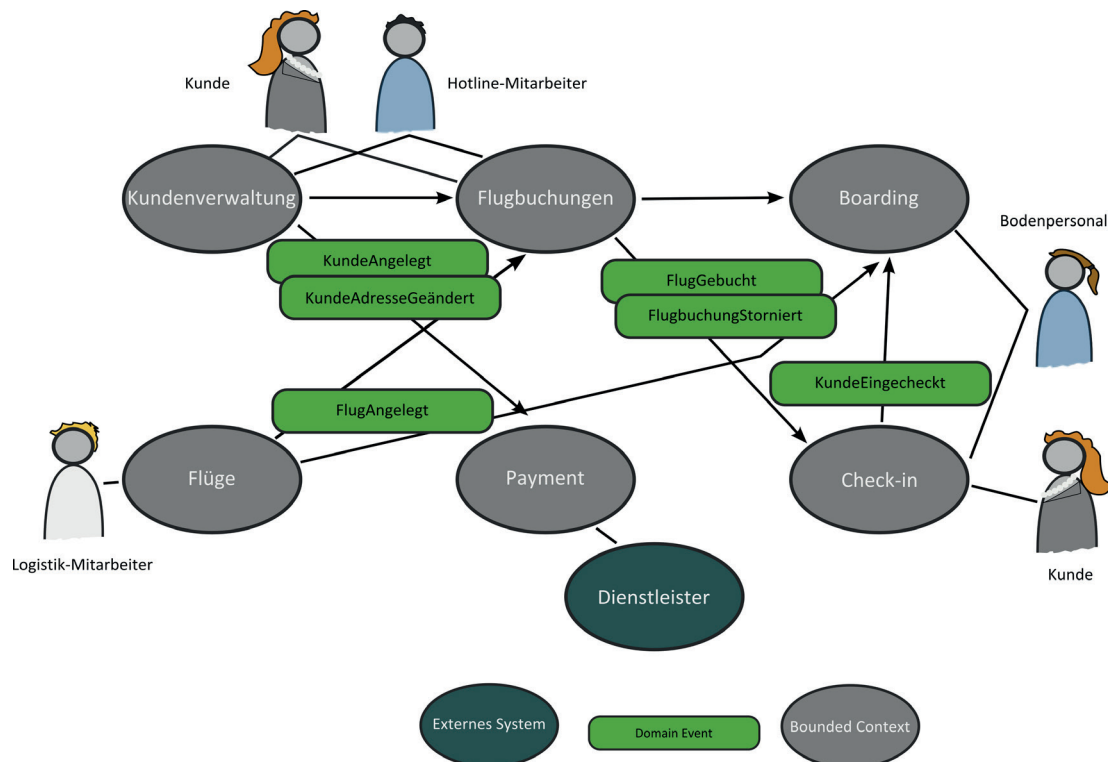 Kunde
Hotline-Mitarbeiter
Kundenverwaltung
Flugbuchungen
Boarding
Bodenpersonal
KundeAngelegt
KundeAdresseGeändert
FlugGebucht
FlugbuchungStorniert
KundeEingecheckt
FlugAngelegt
Flüge
Payment
Check-in
Logistik-Mitarbeiter
Kunde
Dienstleister
Externes System
Domain Event
Bounded Context